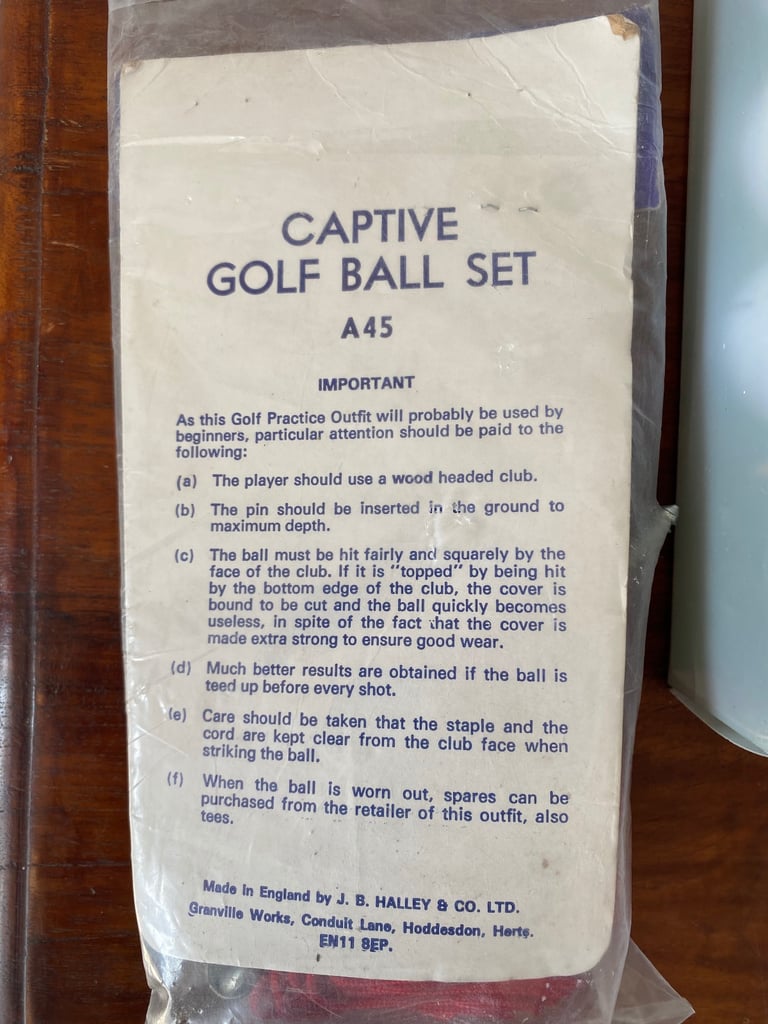 CAPTIVE
GOLF BALL SET
A45
IMPORTANT
As this Golf Practice Outfit will probably be used by
beginners, particular attention should be paid to the
following:
(a) The player should use a wood headed club.
(b) The pin should be inserted in the ground to
maximum depth.
(c) The ball must be hit fairly and squarely by the
face of the club. If it is "topped" by being hit
by the bottom edge of the club, the cover is
bound to be cut and the ball quickly becomes
useless, in spite of the fact that the cover is
made extra strong to ensure good wear.
(d) Much better results are obtained if the ball is
teed up before every shot.
(e) Care should be taken that the staple and the
cord are kept clear from the club face when
striking the ball.
(f) When the ball is worn out, spares can be
purchased from the retailer of this outfit, also
tees.
Made in England by J. B. HALLEY & CO. LTD.
Granville Works, Conduit Lane, Hoddesdon, Herts.
EN11 8EP.